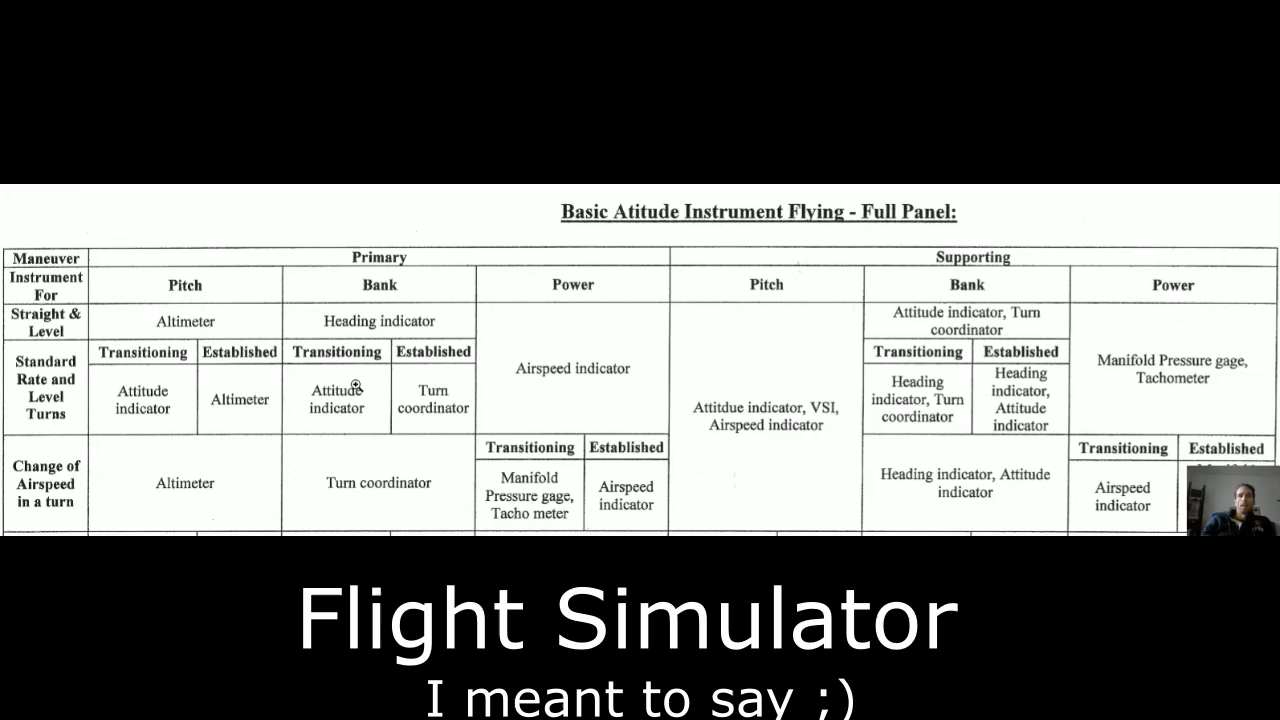 Basic Atitude Instrument Flying - Full Panel:
Maneuver Primary Supporting
Instrument
For
Pitch Bank Power Pitch Bank Power
Straight &
Level
Altimeter
Heading indicator
Airspeed indicator
Attitdue indicator, VSI,
Airspeed indicator
Attitude indicator, Turn
coordinator
Manifold Pressure gage,
Tachometer
Standard
Rate and
Level
Turns
Transitioning Established Transitioning Established Transitioning Established
Attitude
indicator
Altimeter
Attitude
indicator
Turn
coordinator
Heading
indicator, Turn
coordinator
Heading
indicator,
Attitude
indicator
Change of
Airspeed
in a turn
Altimeter
Turn coordinator
Transitioning Established
Manifold
Pressure gage,
Tacho meter
Airspeed
indicator
Heading indicator, Attitude
indicator
Transitioning Established
Airspeed
indicator
Flight Simulator
I meant to say ;)